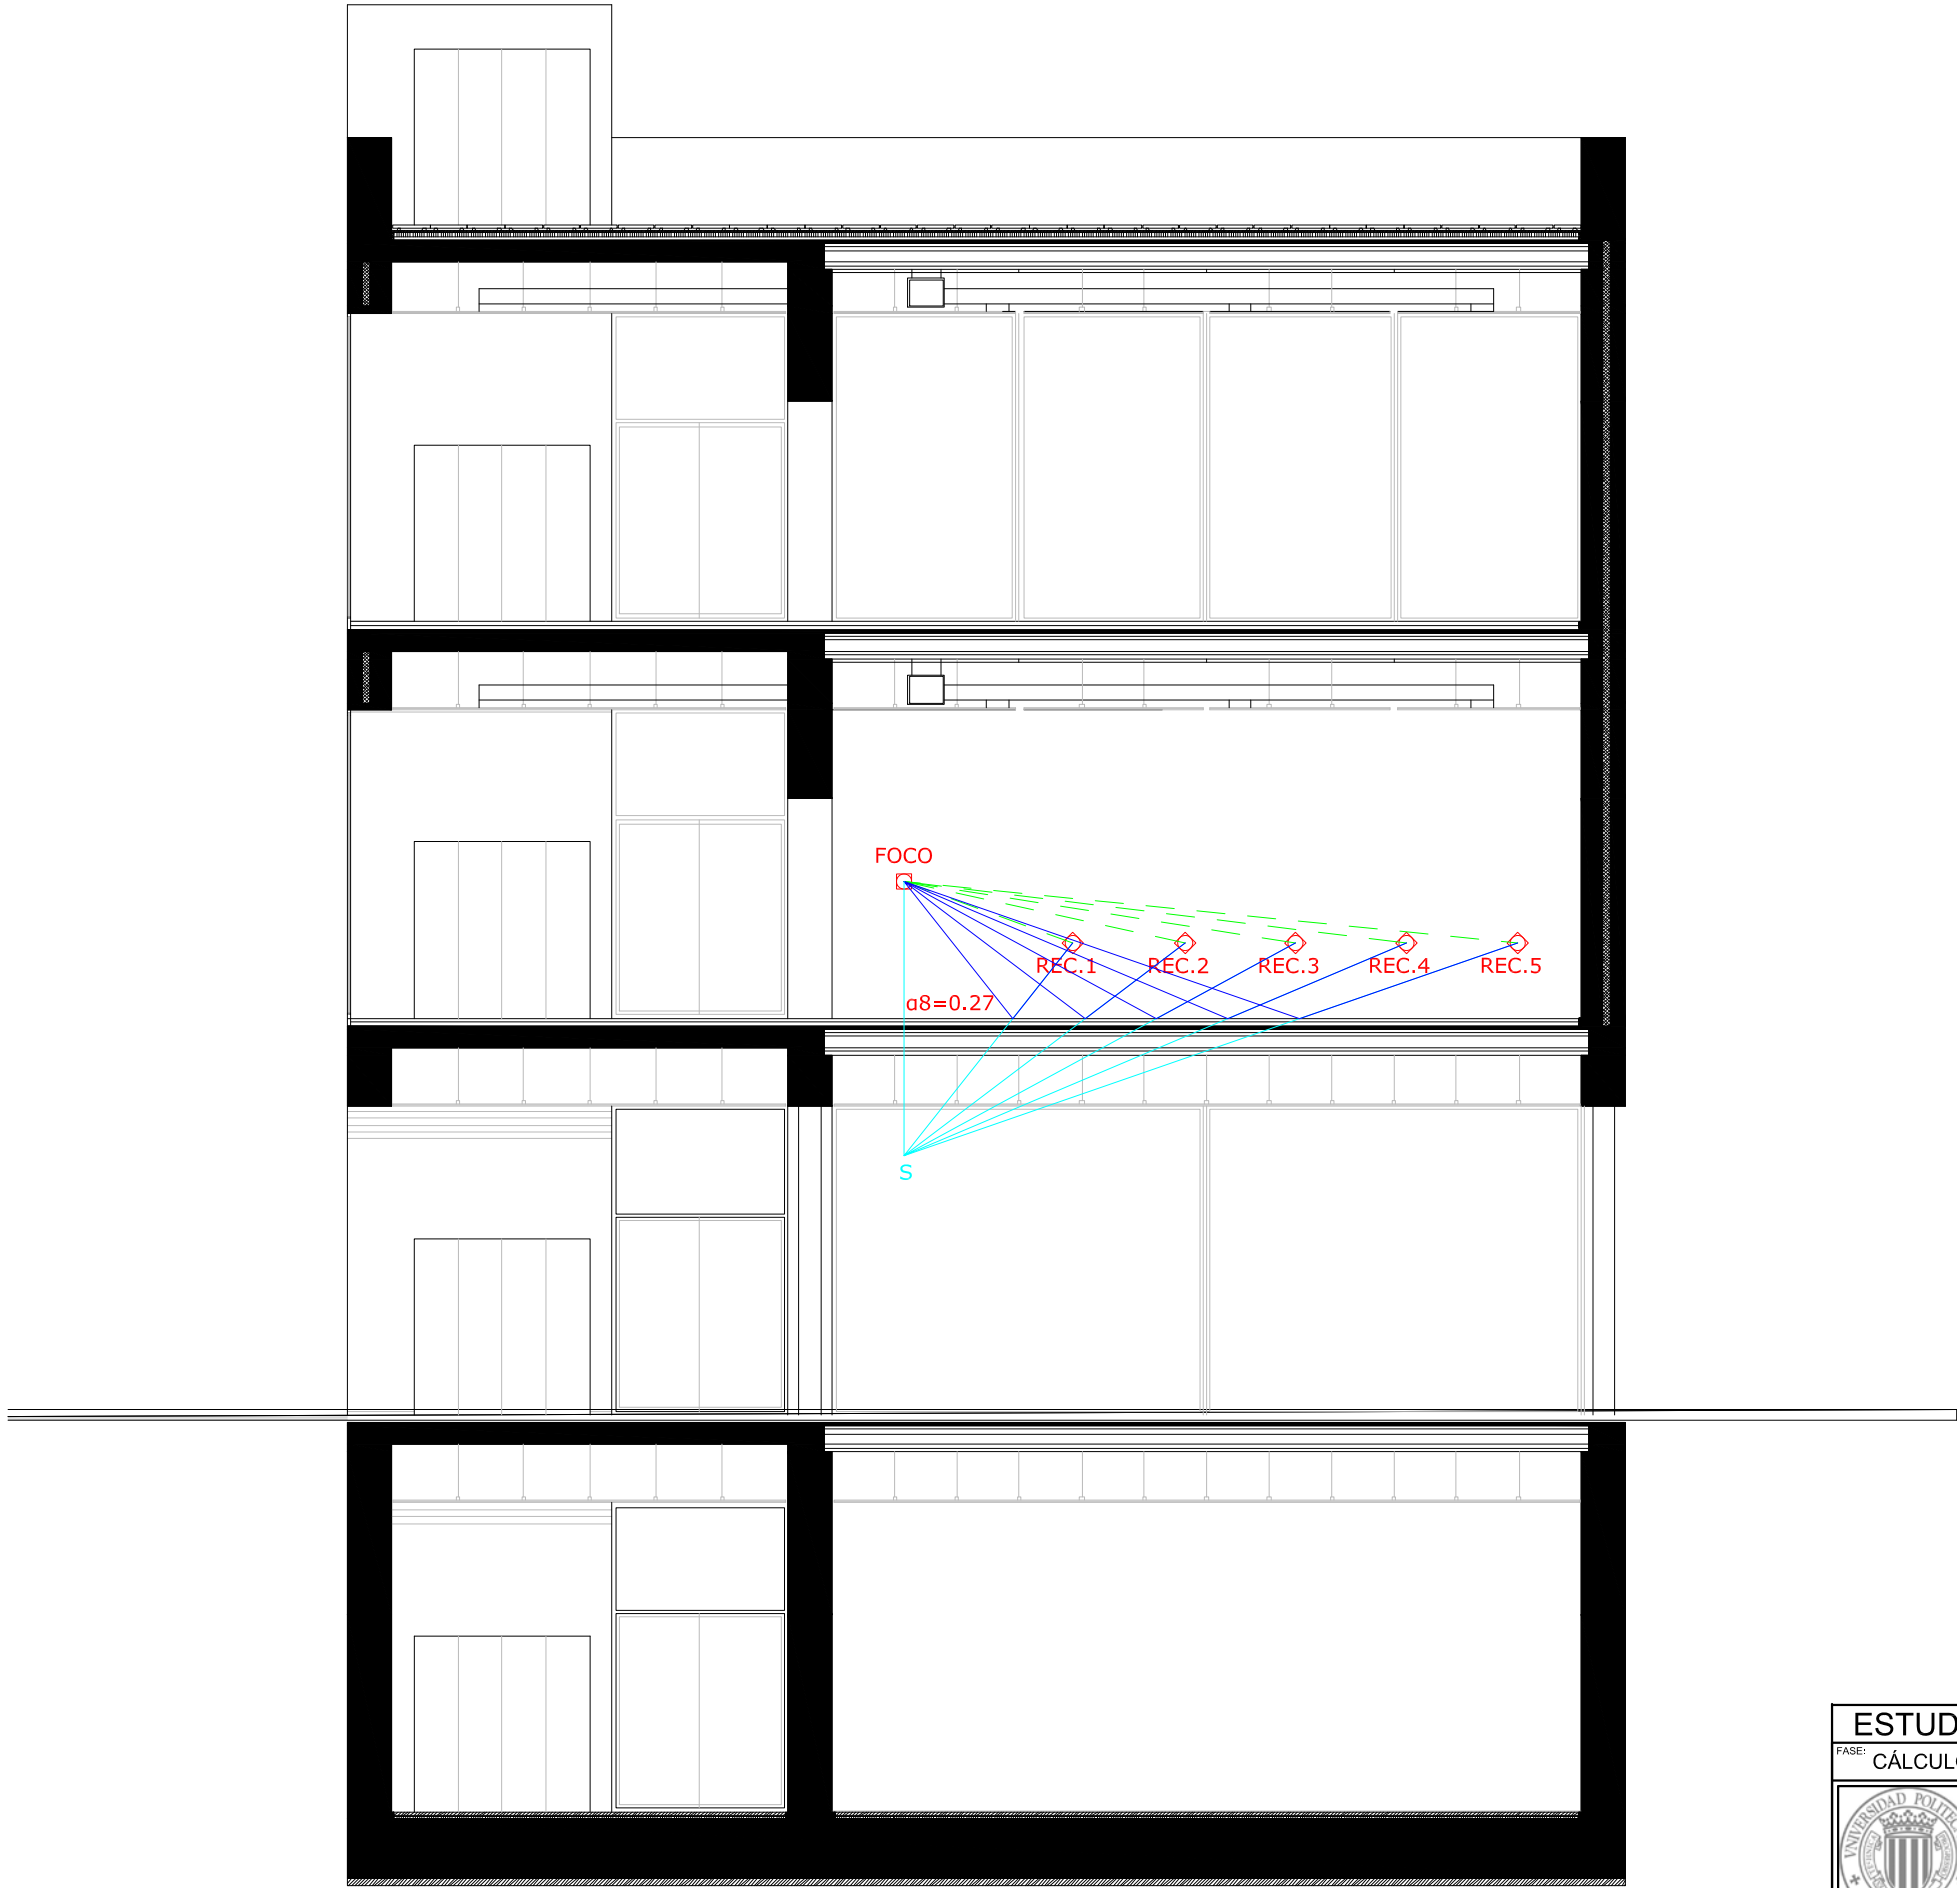 FOCO
REC.1 REC.2 REC.3 REC.4 REC.5
α8=0.27
S
ESTUD
FASE:
CÁLCUL